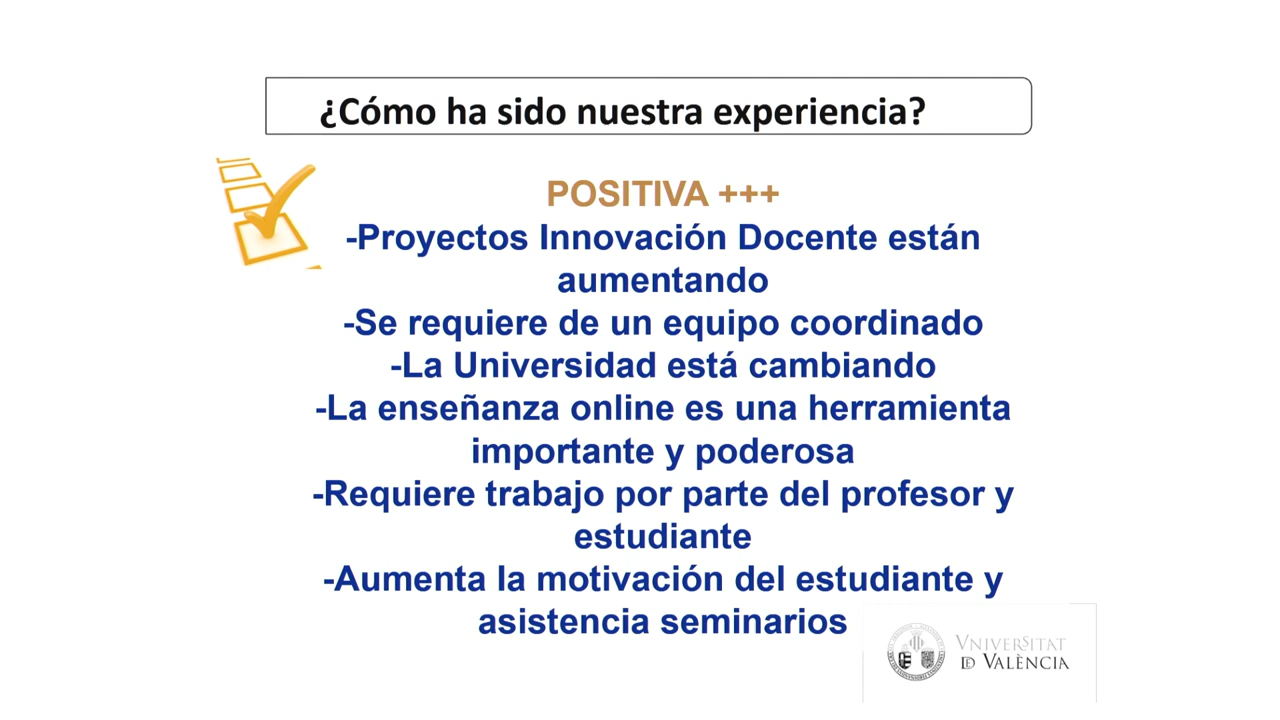 ¿Cómo ha sido nuestra experiencia?
POSITIVA +++
-Proyectos Innovación Docente están
aumentando
-Se requiere de un equipo coordinado
-La Universidad está cambiando
-La enseñanza online es una herramienta
importante y poderosa
-Requiere trabajo por parte del profesor y
estudiante
-Aumenta la motivación del estudiante y
asistencia seminarios
VNIVERSITAT
DE VALÈNCIA